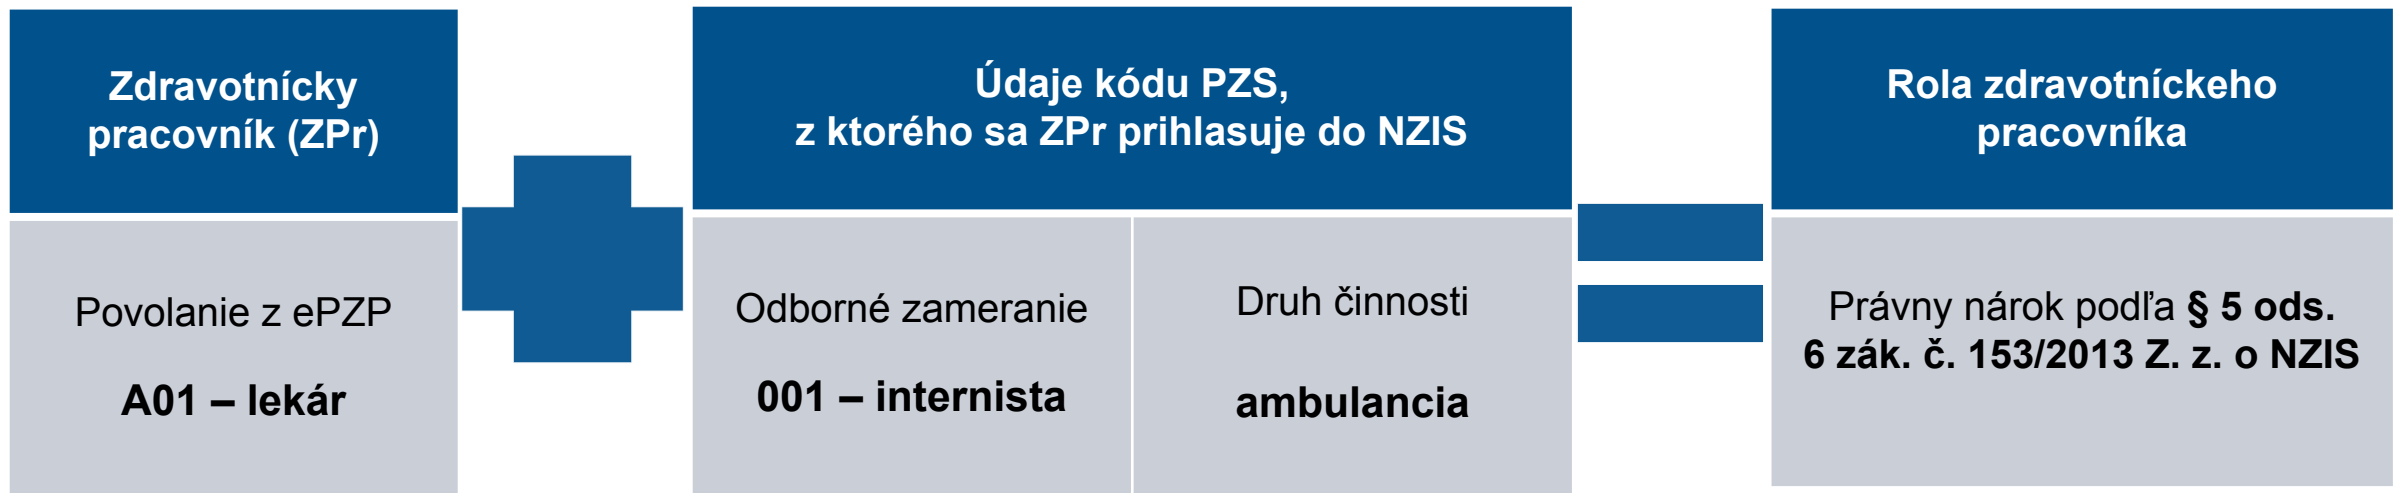 Zdravotnícky
pracovník (ZPr)
Povolanie z ePZP
A01 – lekár
Údaje kódu PZS,
z ktorého sa ZPr prihlasuje do NZIS
Odborné zameranie
001 – internista
Druh činnosti
ambulancia
Rola zdravotníckeho
pracovníka
Právny nárok podľa § 5 ods.
6 zák. č. 153/2013 Z. z. o NZIS